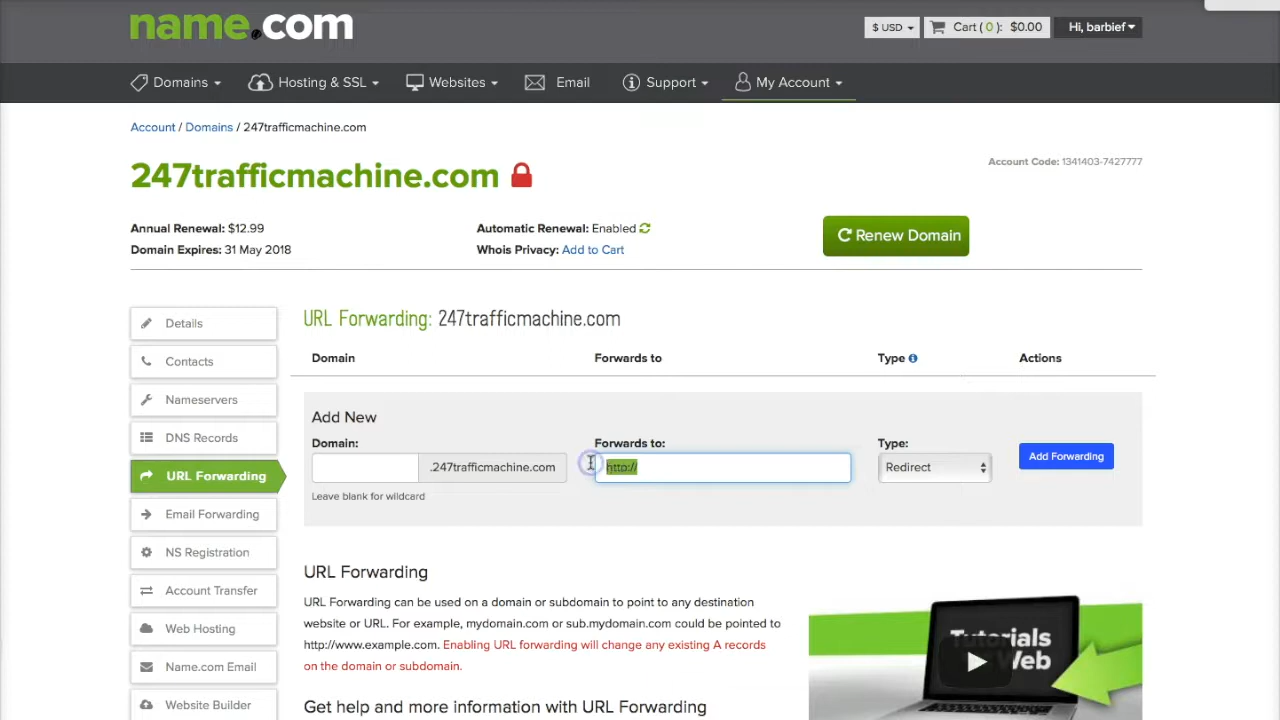 name.com
$ USD
Cart ( 0 ): $0.00
Hi, barbief
Domains
Hosting & SSL
Websites
Email
Support
My Account
Account / Domains / 247trafficmachine.com
247trafficmachine.com
Account Code: 1341403-7427777
Annual Renewal: $12.99
Automatic Renewal: Enabled
Renew Domain
Domain Expires: 31 May 2018
Whois Privacy: Add to Cart
Details
Contacts
Nameservers
DNS Records
URL Forwarding
Email Forwarding
NS Registration
Account Transfer
Web Hosting
Name.com Email
Website Builder
URL Forwarding: 247trafficmachine.com
Domain
Forwards to
Type
Actions
Add New
Domain:
Forwards to:
Type:
.247trafficmachine.com
http://
Redirect
Add Forwarding
Leave blank for wildcard
URL Forwarding
URL Forwarding can be used on a domain or subdomain to point to any destination
website or URL. For example, mydomain.com or sub.mydomain.com could be pointed to
http://www.example.com. Enabling URL forwarding will change any existing A records
on the domain or subdomain.
Get help and more information with URL Forwarding
Tutorials
of Web